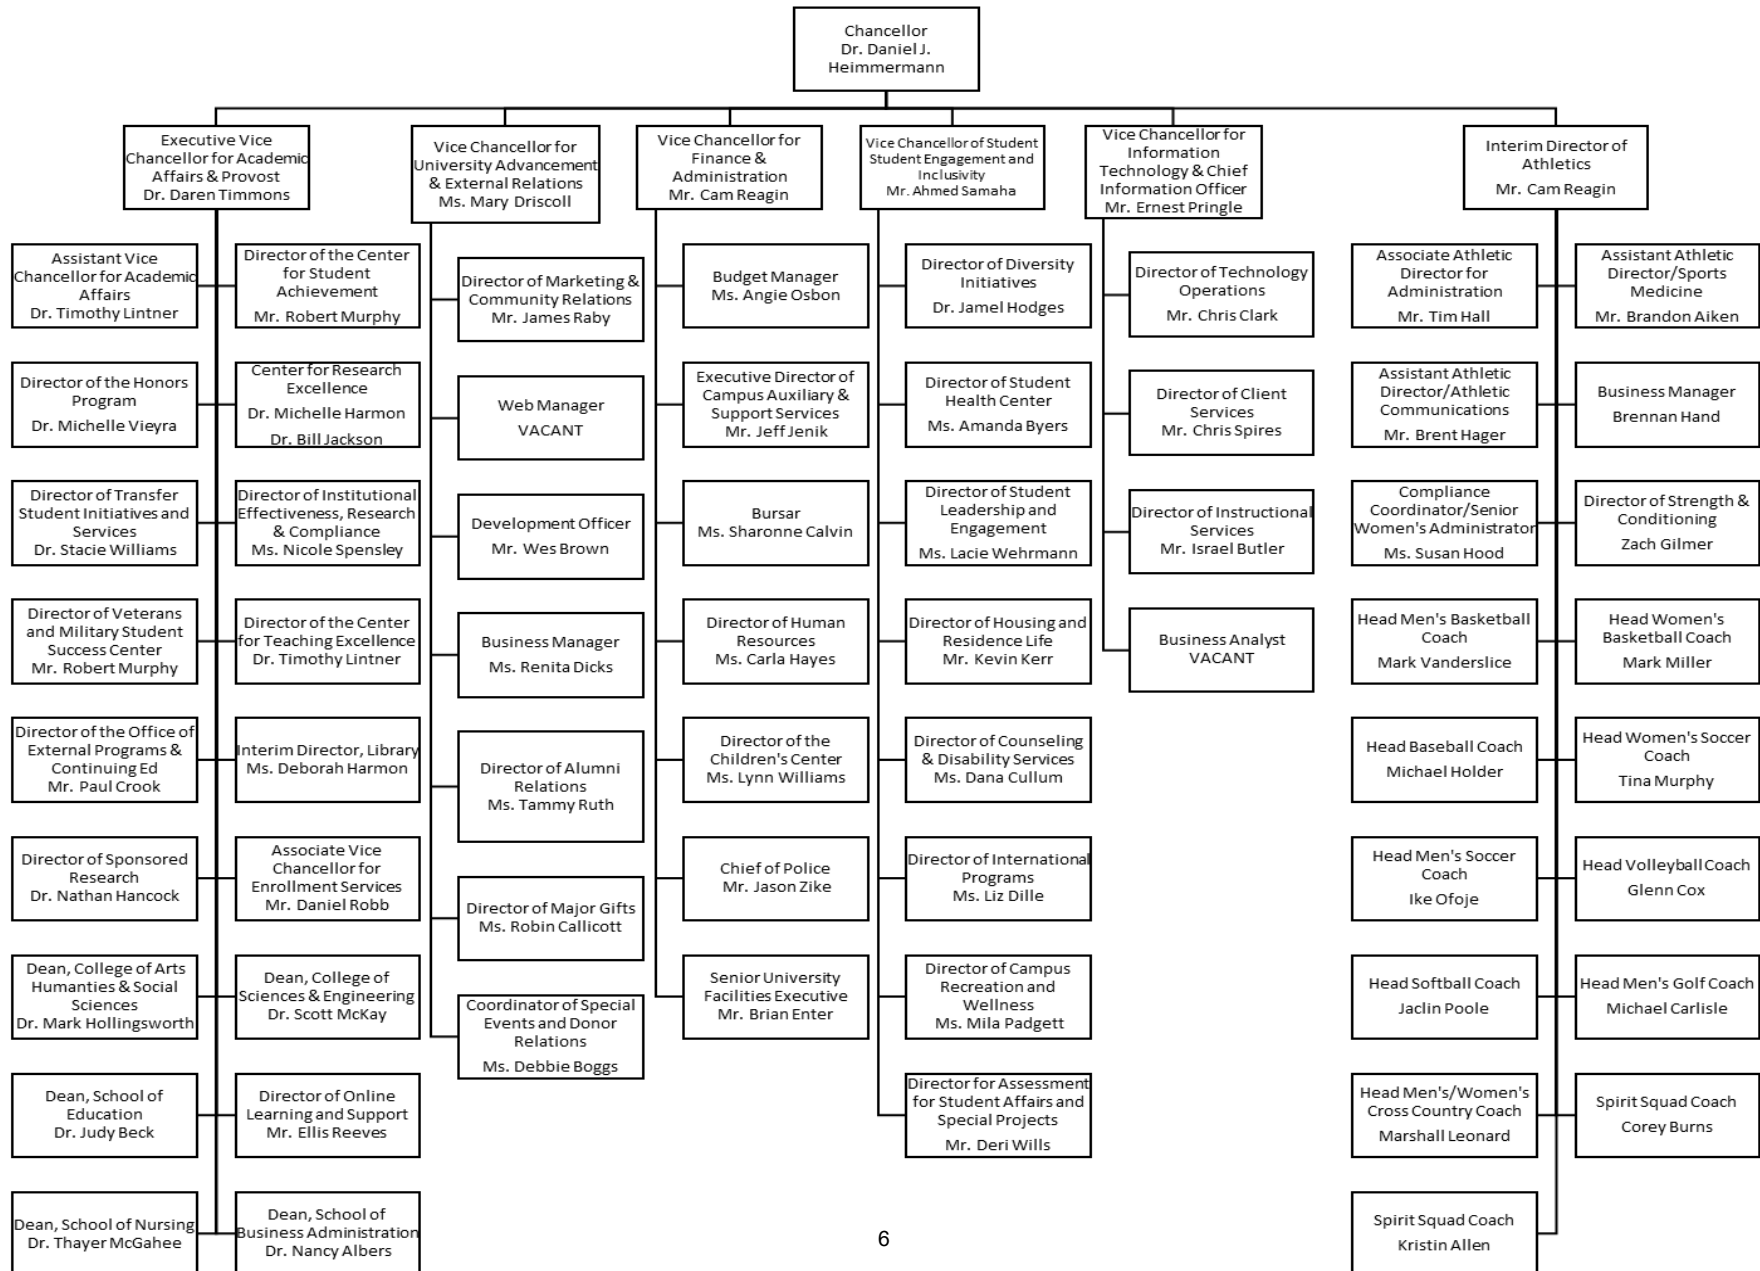 Chancellor
Dr. Daniel J.
Heimmermann
Executive Vice
Chancellor for Academic
Affairs & Provost
Dr. Daren Timmons
Vice Chancellor for
University Advancement
& External Relations
Ms. Mary Driscoll
Vice Chancellor for
Finance &
Administration
Mr. Cam Reagin
Vice Chancellor of Student
Student Engagement and
Inclusivity
Mr. Ahmed Samaha
Vice Chancellor for
Information
Technology & Chief
Information Officer
Mr. Ernest Pringle
Interim Director of
Athletics
Mr. Cam Reagin
Assistant Vice
Chancellor for Academic
Affairs
Dr. Timothy Lintner
Director of the Center
for Student
Achievement
Mr. Robert Murphy
Director of the Honors
Program
Dr. Michelle Vieyra
Center for Research
Excellence
Dr. Michelle Harmon
Dr. Bill Jackson
Director of Transfer
Student Initiatives and
Services
Dr. Stacie Williams
Director of Institutional
Effectiveness, Research
& Compliance
Ms. Nicole Spensley
Director of Veterans
and Military Student
Success Center
Mr. Robert Murphy
Director of the Center
for Teaching Excellence
Dr. Timothy Lintner
Director of the Office of
External Programs &
Continuing Ed
Mr. Paul Crook
Interim Director, Library
Ms. Deborah Harmon
Director of Sponsored
Research
Dr. Nathan Hancock
Associate Vice
Chancellor for
Enrollment Services
Mr. Daniel Robb
Dean, College of Arts
Humanities & Social
Sciences
Dr. Mark Hollingsworth
Dean, College of
Sciences & Engineering
Dr. Scott McKay
Dean, School of
Education
Dr. Judy Beck
Director of Online
Learning and Support
Mr. Ellis Reeves
Dean, School of Nursing
Dr. Thayer McGahee
Dean, School of
Business Administration
Dr. Nancy Albers
Director of Marketing &
Community Relations
Mr. James Raby
Web Manager
VACANT
Development Officer
Mr. Wes Brown
Business Manager
Ms. Renita Dicks
Director of Alumni
Relations
Ms. Tammy Ruth
Director of Major Gifts
Ms. Robin Callicott
Coordinator of Special
Events and Donor
Relations
Ms. Debbie Boggs
Budget Manager
Ms. Angie Osbon
Executive Director of
Campus Auxiliary &
Support Services
Mr. Jeff Jenik
Bursar
Ms. Sharonne Calvin
Director of Human
Resources
Ms. Carla Hayes
Director of the
Children's Center
Ms. Lynn Williams
Chief of Police
Mr. Jason Zike
Senior University
Facilities Executive
Mr. Brian Enter
Director of Diversity
Initiatives
Dr. Jamel Hodges
Director of Student
Health Center
Ms. Amanda Byers
Director of Student
Leadership and
Engagement
Ms. Lacie Wehrmann
Director of Housing and
Residence Life
Mr. Kevin Kerr
Director of Counseling
& Disability Services
Ms. Dana Cullum
Director of International
Programs
Ms. Liz Dille
Director of Campus
Recreation and
Wellness
Ms. Mila Padgett
Director for Assessment
for Student Affairs and
Special Projects
Mr. Deri Wills
Director of Technology
Operations
Mr. Chris Clark
Director of Client
Services
Mr. Chris Spires
Director of Instructional
Services
Mr. Israel Butler
Business Analyst
VACANT
Associate Athletic
Director for
Administration
Mr. Tim Hall
Assistant Athletic
Director/Sports
Medicine
Mr. Brandon Aiken
Assistant Athletic
Director/Athletic
Communications
Mr. Brent Hager
Business Manager
Brennan Hand
Compliance
Coordinator/Senior
Women's Administrator
Ms. Susan Hood
Director of Strength &
Conditioning
Zach Gilmer
Head Men's Basketball
Coach
Mark Vanderslice
Head Women's
Basketball Coach
Mark Miller
Head Baseball Coach
Michael Holder
Head Women's Soccer
Coach
Tina Murphy
Head Men's Soccer
Coach
Ike Ofoje
Head Volleyball Coach
Glenn Cox
Head Softball Coach
Jaclin Poole
Head Men's Golf Coach
Michael Carlisle
Head Men's/Women's
Cross Country Coach
Marshall Leonard
Spirit Squad Coach
Corey Burns
Spirit Squad Coach
Kristin Allen
6